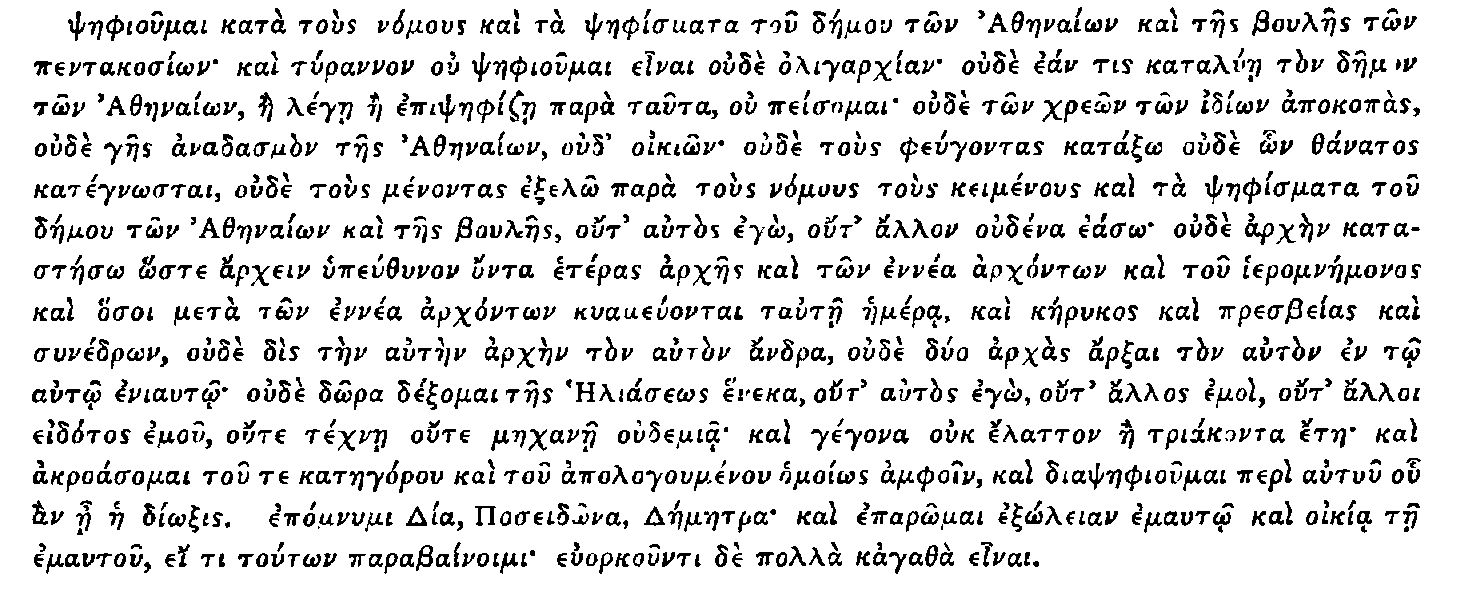 ψηφιοῦμαι κατὰ τοὺς νόμους καὶ τὰ ψηφίσματα τοῦ δήμου τῶν Ἀθηναίων καὶ τῆς βουλῆς τῶν
πεντακοσίων· καὶ τύραννον οὐ ψηφιοῦμαι εἶναι οὐδὲ ὀλιγαρχίαν· οὐδὲ ἐάν τις καταλύῃ τὸν δῆμον
τῶν Ἀθηναίων, ἢ λέγῃ ἢ ἐπιψηφίζῃ παρὰ ταῦτα, οὐ πείσομαι· οὐδὲ τῶν χρεῶν τῶν ἰδίων ἀποκοπὰς,
οὐδὲ γῆς ἀναδασμὸν τῆς Ἀθηναίων, οὐδ’ οἰκιῶν· οὐδὲ τοὺς φεύγοντας κατάξω οὐδὲ ὧν θάνατος
κατέγνωσται, οὐδὲ τοὺς μένοντας ἐξελῶ παρὰ τοὺς νόμους τοὺς κειμένους καὶ τὰ ψηφίσματα τοῦ
δήμου τῶν Ἀθηναίων καὶ τῆς βουλῆς, οὔτ’ αὐτὸς ἐγὼ, οὔτ’ ἄλλον οὐδένα ἐάσω· οὐδὲ ἀρχὴν κατα-
στήσω ὥστε ἄρχειν ὑπεύθυνον ὄντα ἑτέρας ἀρχῆς καὶ τῶν ἐννέα ἀρχόντων καὶ τοῦ ἱερομνήμονος
καὶ ὅσοι μετὰ τῶν ἐννέα ἀρχόντων κυαμεύονται ταύτῃ ἡμέρᾳ, καὶ κήρυκος καὶ πρεσβείας καὶ
συνέδρων, οὐδὲ δὶς τὴν αὐτὴν ἀρχὴν τὸν αὐτὸν ἄνδρα, οὐδὲ δύο ἀρχὰς ἄρξαι τὸν αὐτὸν ἐν τῷ
αὐτῷ ἐνιαυτῷ· οὐδὲ δῶρα δέξομαι τῆς Ἡλιάσεως ἕνεκα, οὔτ’ αὐτὸς ἐγὼ, οὔτ’ ἄλλος ἐμοὶ, οὔτ’ ἄλλοι
εἰδότος ἐμοῦ, οὔτε τέχνῃ οὔτε μηχανῇ οὐδεμιᾷ· καὶ γέγονα οὐκ ἔλαττον ἢ τριάκοντα ἔτη· καὶ
ἀκροάσομαι τοῦ τε κατηγόρου καὶ τοῦ ἀπολογουμένου ὁμοίως ἀμφοῖν, καὶ διαψηφιοῦμαι περὶ αὐτοῦ οὗ
ἂν ᾖ ἡ δίωξις. ἐπόμνυμι Δία, Ποσειδῶνα, Δήμητρα· καὶ ἐπαρῶμαι ἐξώλειαν ἐμαυτῷ καὶ οἰκίᾳ τῇ
ἐμαυτοῦ, εἴ τι τούτων παραβαίνοιμι· εὐορκοῦντι δὲ πολλὰ κἀγαθὰ εἶναι.